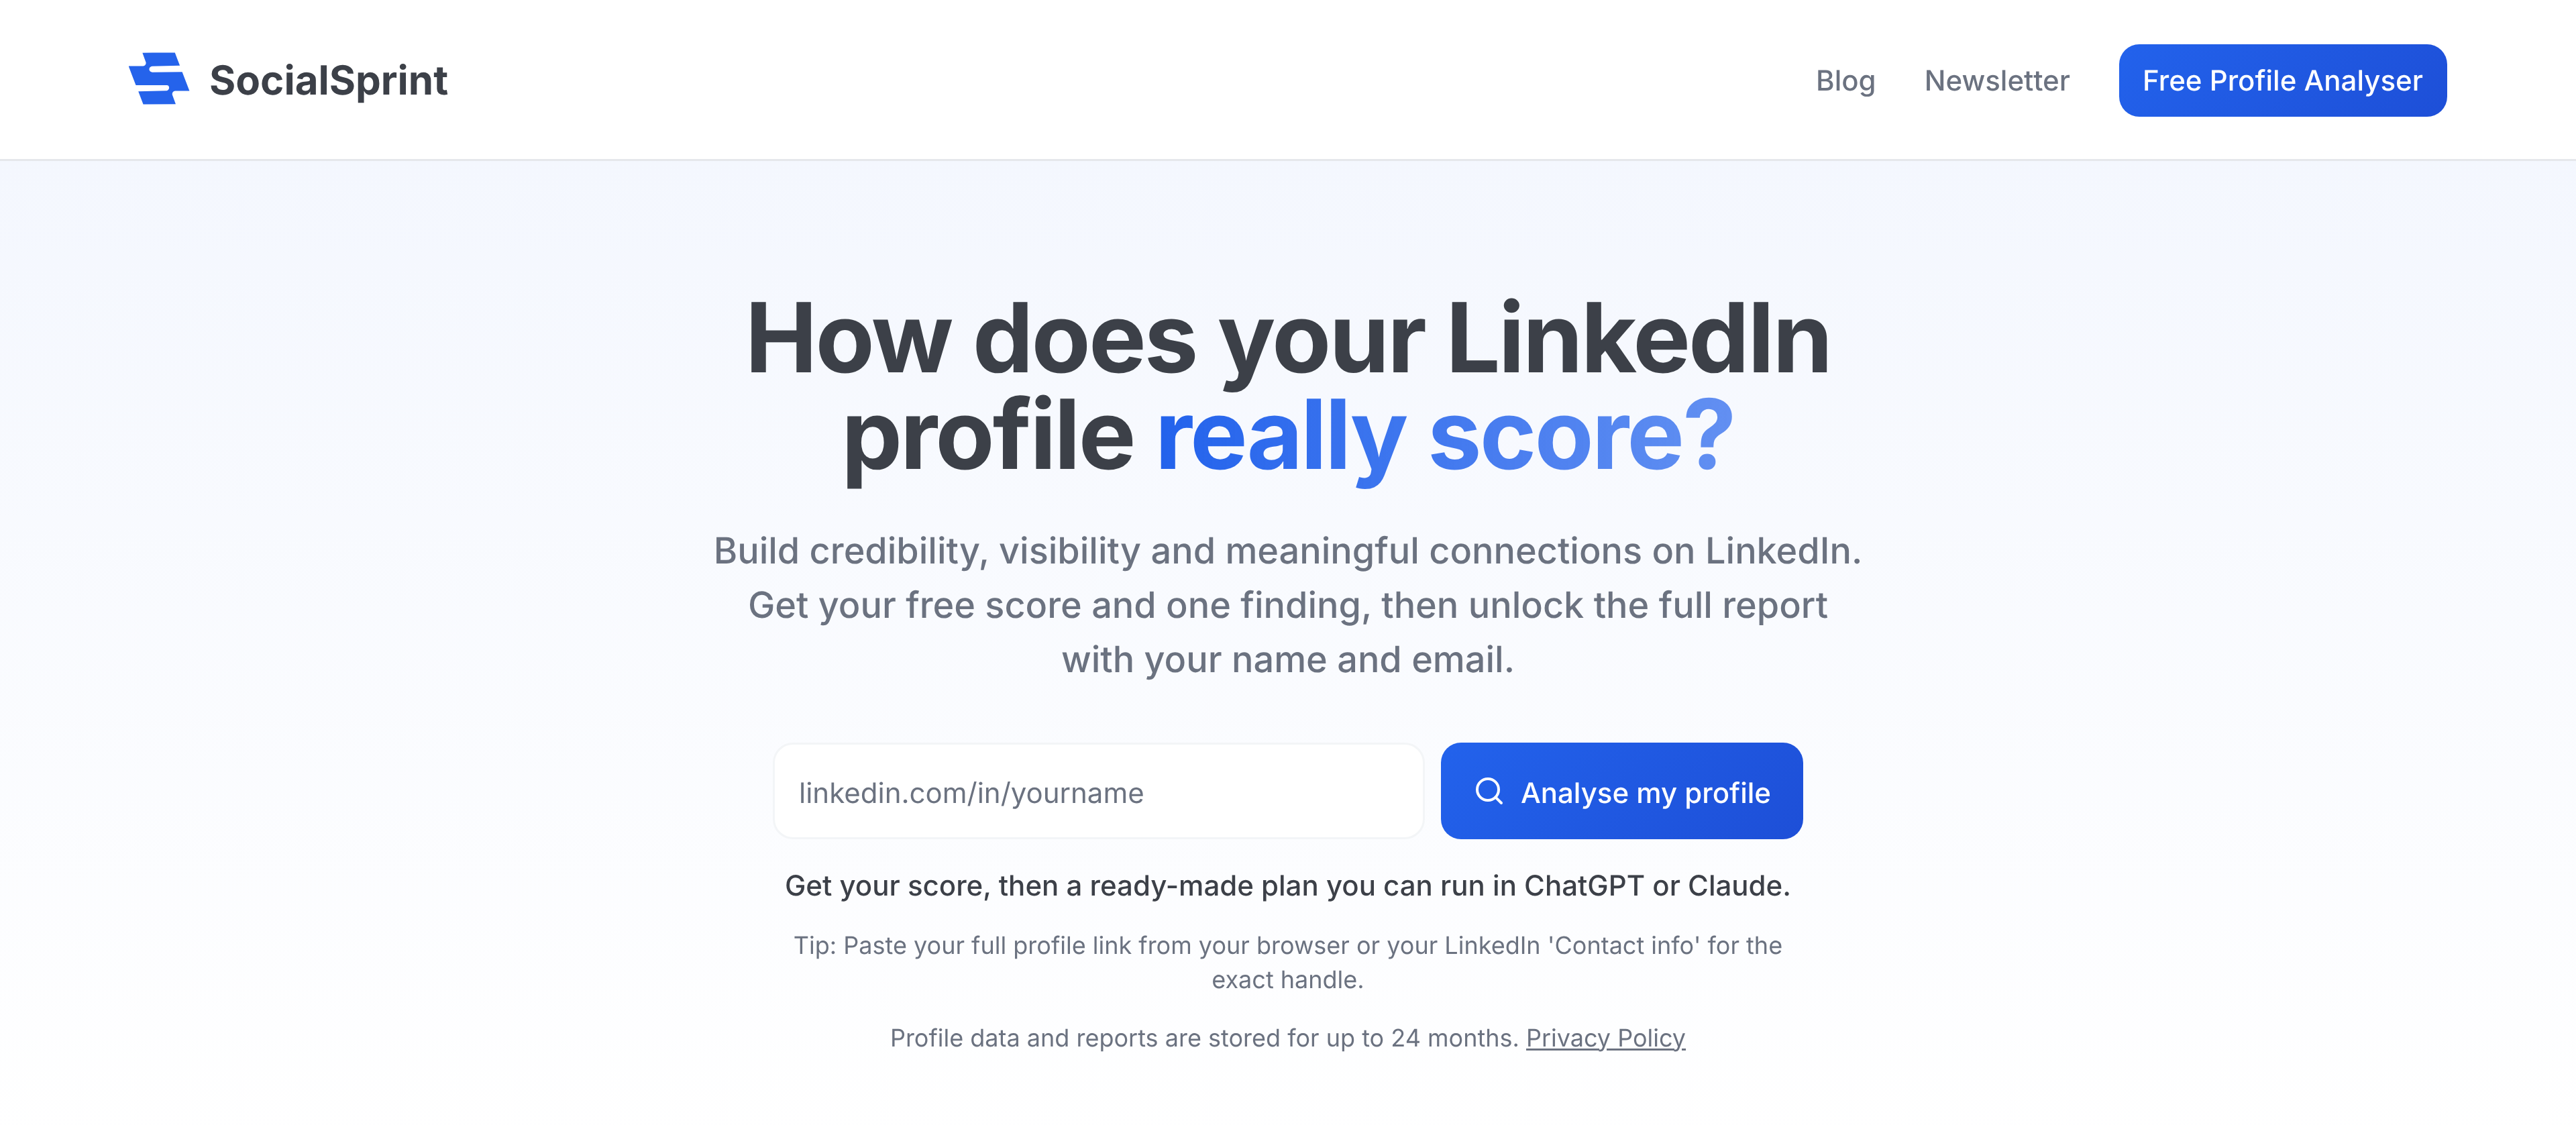 SocialSprint
Blog
Newsletter
Free Profile Analyser
How does your LinkedIn
profile really score?
Build credibility, visibility and meaningful connections on LinkedIn.
Get your free score and one finding, then unlock the full report
with your name and email.
linkedin.com/in/yourname
Analyse my profile
Get your score, then a ready-made plan you can run in ChatGPT or Claude.
Tip: Paste your full profile link from your browser or your LinkedIn 'Contact info' for the
exact handle.
Profile data and reports are stored for up to 24 months. Privacy Policy